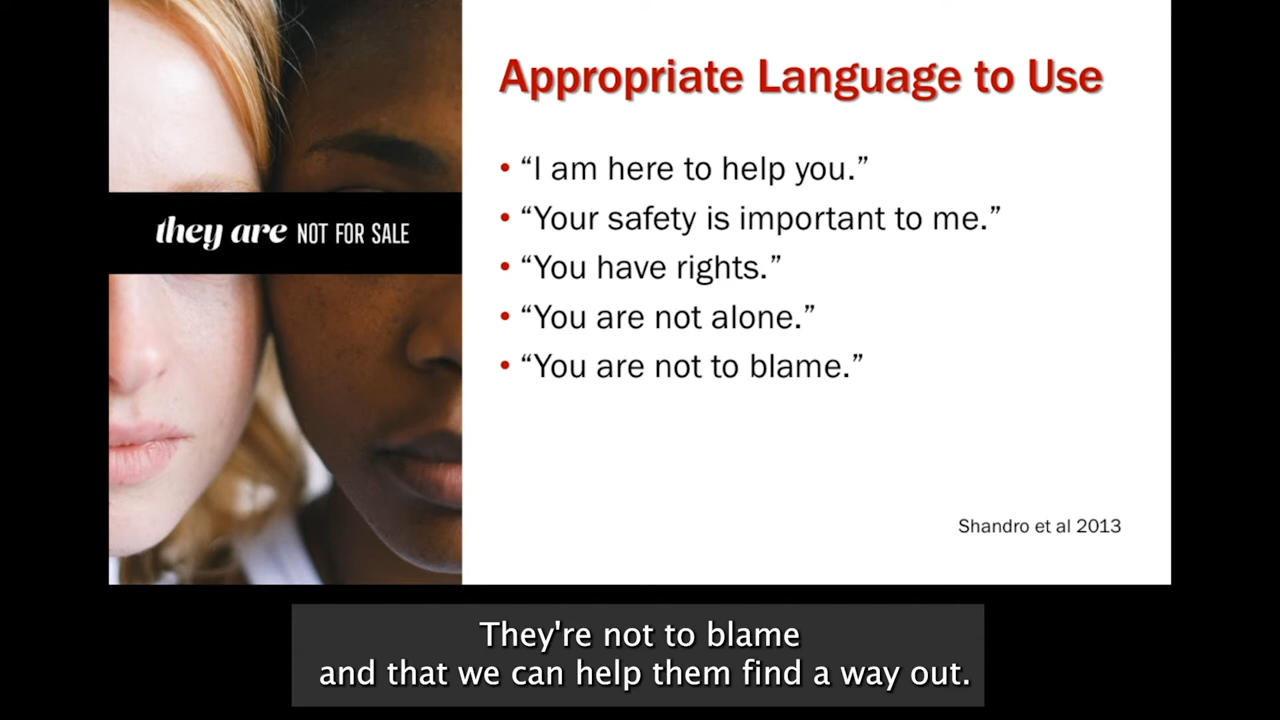 they are NOT FOR SALE
Appropriate Language to Use
• “I am here to help you.”
• “Your safety is important to me.”
• “You have rights.”
• “You are not alone.”
• “You are not to blame.”
Shandro et al 2013
They're not to blame
and that we can help them find a way out.